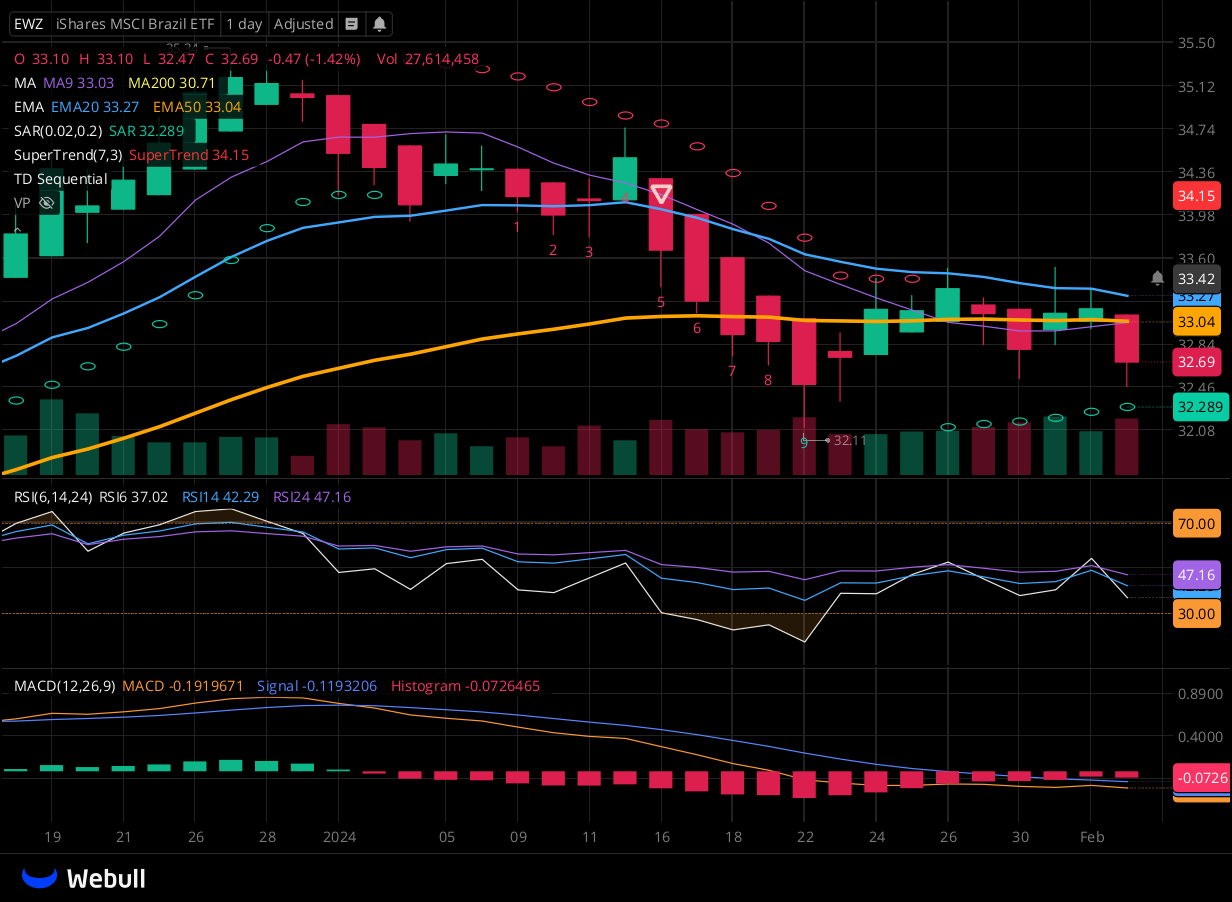 EWZ iShares MSCI Brazil ETF 1 day Adjusted
35.50
O 33.10 H 33.10 L 32.47 C 32.69 -0.47 (-1.42%) Vol 27,614,458
MA MA9 33.03 MA200 30.71
35.12
EMA EMA20 33.27 EMA50 33.04
SAR(0.02,0.2) SAR 32.289
34.74
SuperTrend(7,3) SuperTrend 34.15
TD Sequential
34.36
VP
34.15
4
33.98
1
2
3
33.60
33.42
33.27
5
33.04
6
32.84
32.69
7
8
32.46
32.289
32.08
9
32.11
RSI(6,14,24) RSI6 37.02 RSI14 42.29 RSI24 47.16
70.00
47.16
30.00
MACD(12,26,9) MACD -0.1919671 Signal -0.1193206 Histogram -0.0726465
0.8900
0.4000
-0.0726
19 21 26 28 2024 05 09 11 16 18 22 24 26 30 Feb
Webull